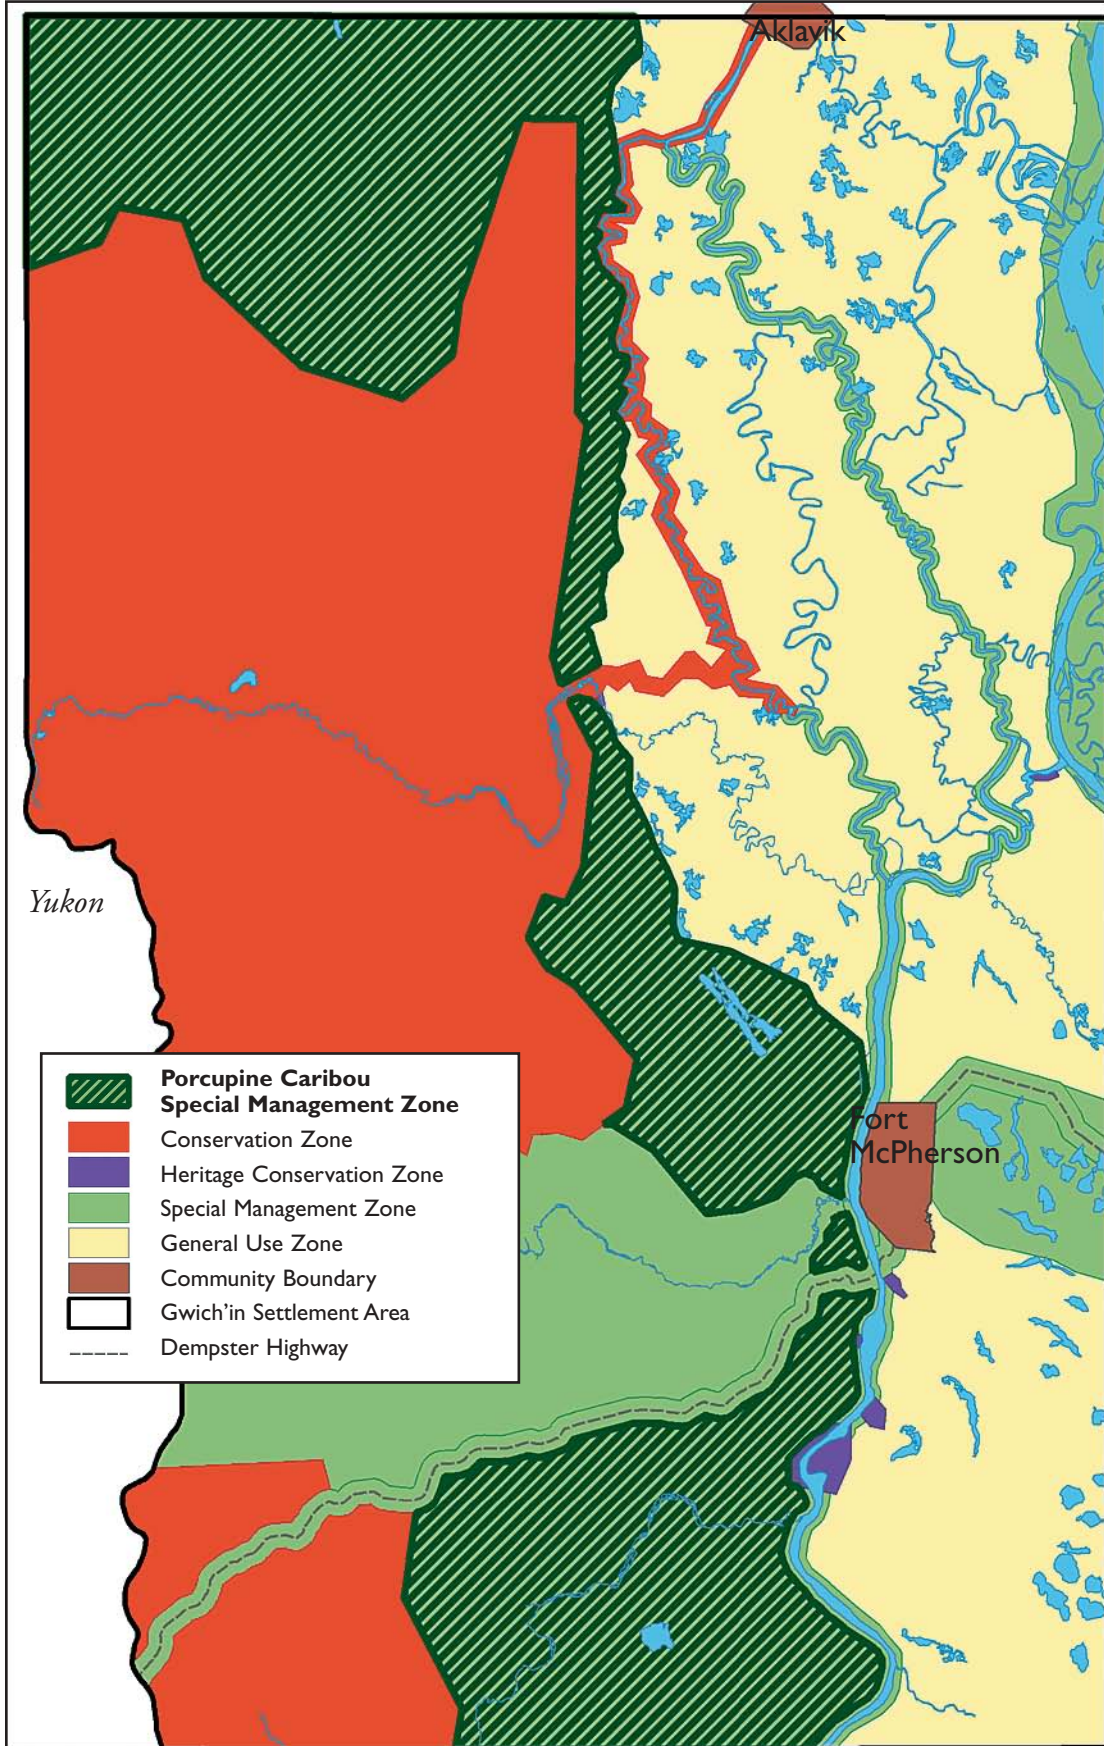 Aklavik
Yukon
Porcupine Caribou
Special Management Zone
Conservation Zone
Heritage Conservation Zone
Special Management Zone
General Use Zone
Community Boundary
Gwich'in Settlement Area
Dempster Highway
Fort
McPherson